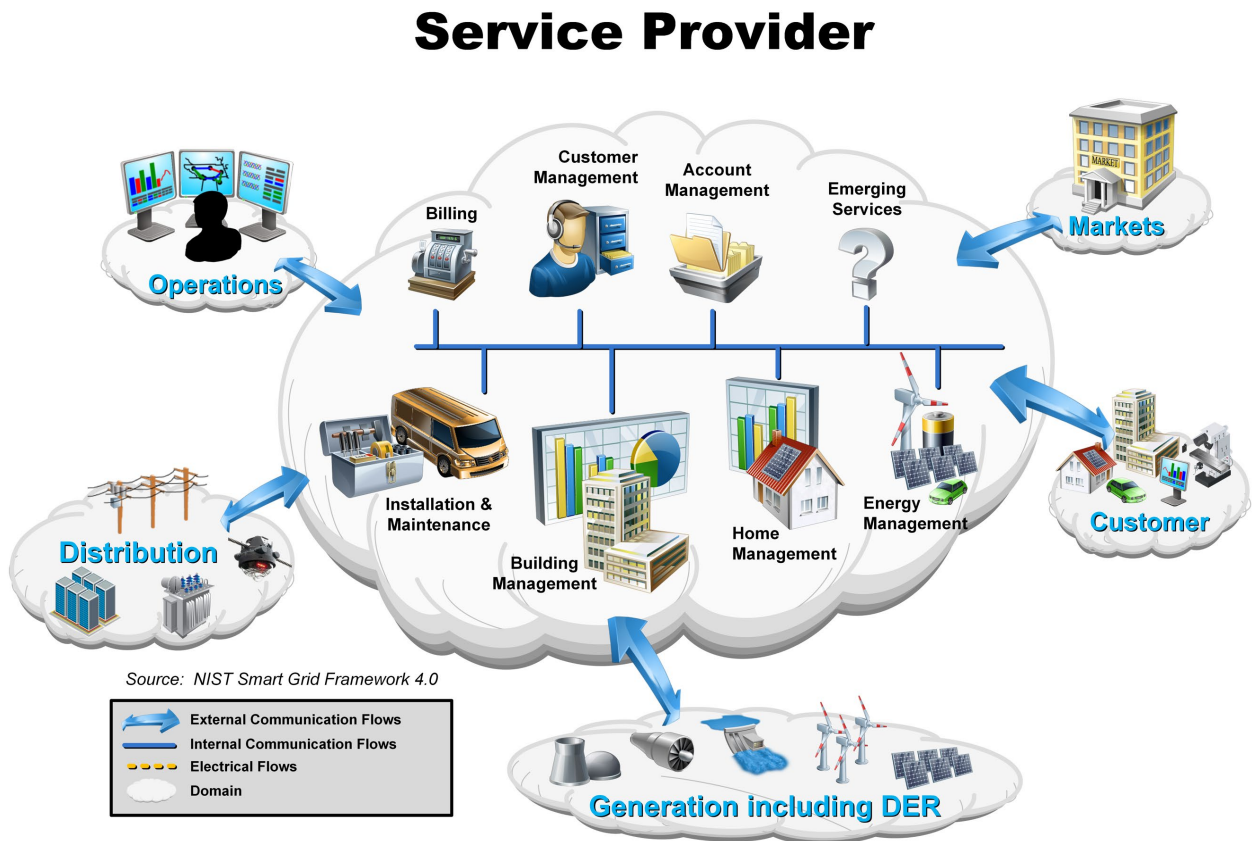 Service Provider
Customer
Management
Account
Management
Emerging
Services
Billing
MARKET
Markets
Operations
Installation &
Maintenance
Energy
Management
Home
Management
Building
Management
Customer
Distribution
Generation including DER
Source: NIST Smart Grid Framework 4.0
External Communication Flows
Internal Communication Flows
Electrical Flows
Domain